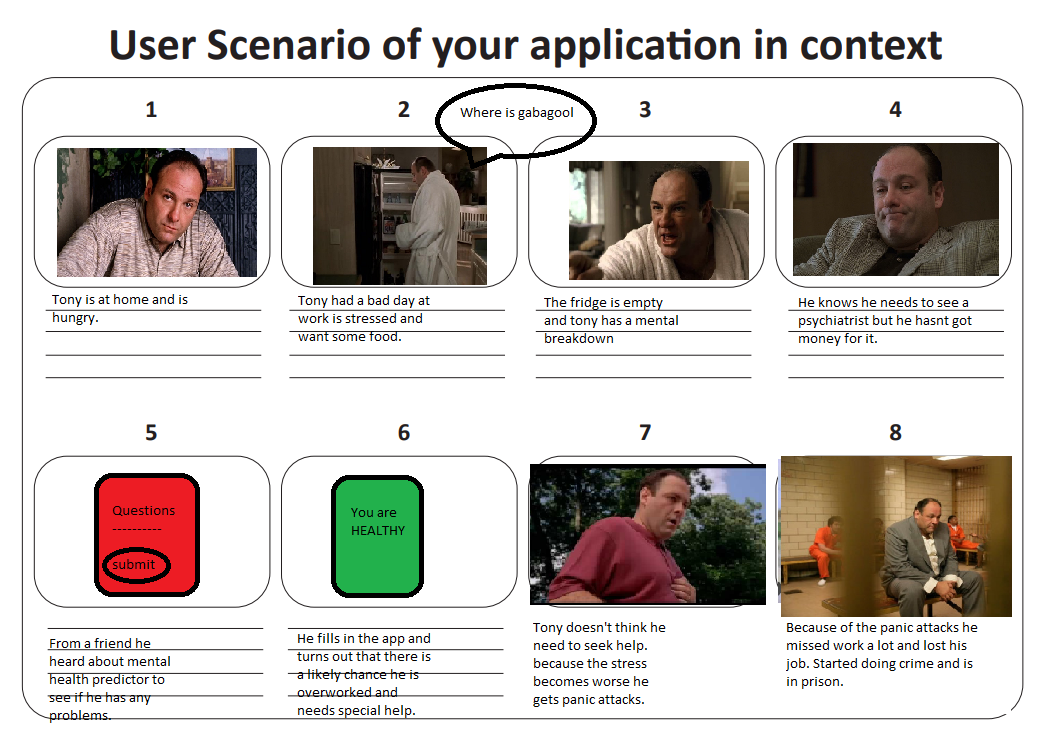 User Scenario of your application in context
1
2
3
4
Where is gabagool
Tony is at home and is
hungry.
Tony had a bad day at
work is stressed and
want some food.
The fridge is empty
and tony has a mental
breakdown
He knows he needs to see a
psychiatrist but he hasnt got
money for it.
5
6
7
8
Questions
----------
submit
You are
HEALTHY
From a friend he
heard about mental
health predictor to
see if he has any
problems.
He fills in the app and
turns out that there is
a likely chance he is
overworked and
needs special help.
Tony doesn't think he
need to seek help.
because the stress
becomes worse he
gets panic attacks.
Because of the panic attacks he
missed work a lot and lost his
job. Started doing crime and is
in prison.